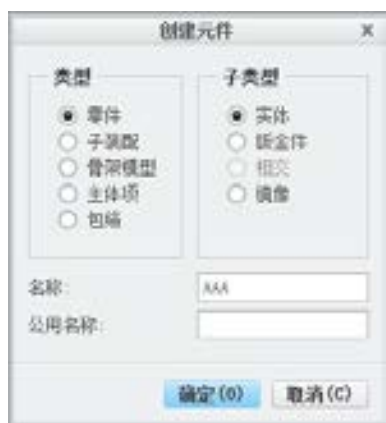 创建元件
类型
零件
子装配
骨架模型
主体项
包络
子类型
实体
钣金件
相交
镜像
名称:
AAA
公用名称:
确定(O)
取消(C)